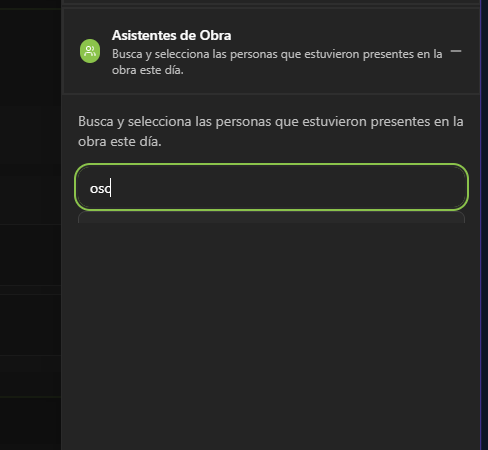 Asistentes de Obra
Busca y selecciona las personas que estuvieron presentes en la
obra este día.
Busca y selecciona las personas que estuvieron presentes en la
obra este día.
osc